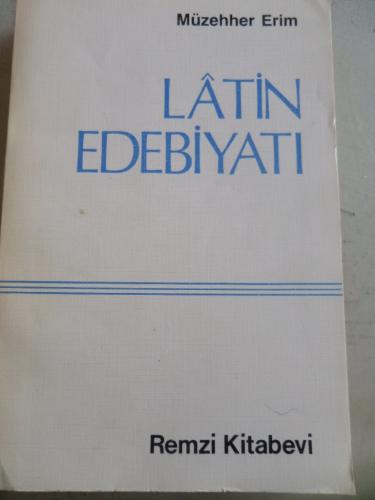 Müzehher Erim
LÂTİN
EDEBİYATI
Remzi Kitabevi